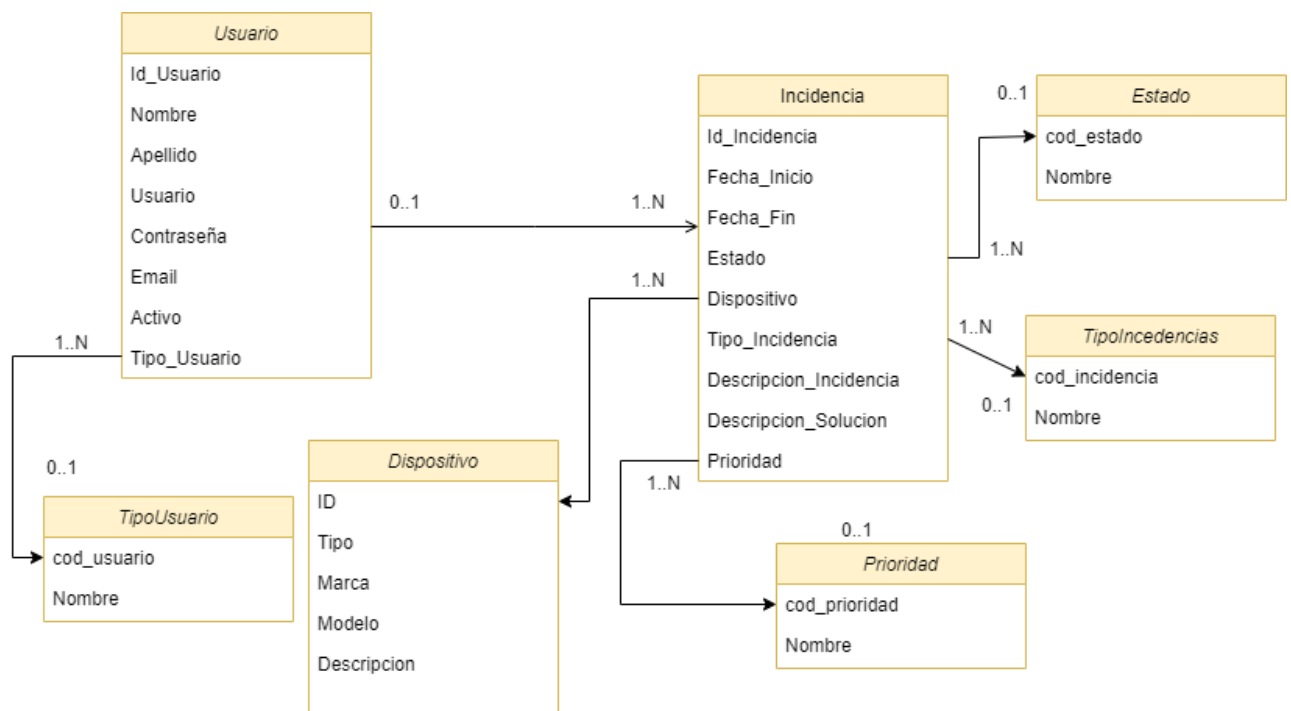 Usuario
Id_Usuario
Nombre
Apellido
Usuario
Contraseña
Email
Activo
Tipo_Usuario
0..1
1..N
Incidencia
Id_Incidencia
Fecha_Inicio
Fecha_Fin
Estado
Dispositivo
Tipo_Incidencia
Descripcion_Incidencia
Descripcion_Solucion
Prioridad
0..1
Estado
cod_estado
Nombre
1..N
1..N
1..N
TipoIncedencias
cod_incidencia
Nombre
0..1
1..N
0..1
TipoUsuario
cod_usuario
Nombre
Dispositivo
ID
Tipo
Marca
Modelo
Descripcion
1..N
0..1
Prioridad
cod_prioridad
Nombre